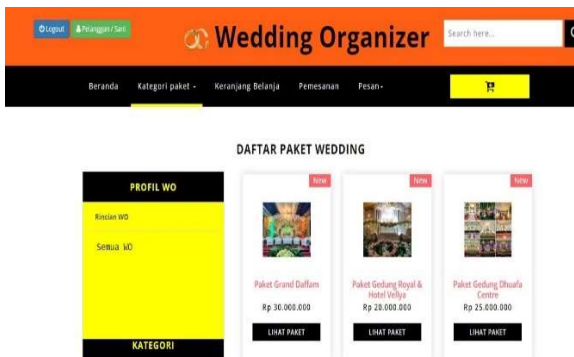 Logout
Pelanggan / Sani
Wedding Organizer
Search here..
Beranda
Kategori paket -
Keranjang Belanja
Pemesanan
Pesan-
DAFTAR PAKET WEDDING
PROFIL WO
Rincian WO
Semua WO
KATEGORI
New
Paket Grand Daffam
Rp 30.000.000
LIHAT PAKET
New
Paket Gedung Royal &
Hotel Vellya
Rp 20.000.000
LIHAT PAKET
New
Paket Gedung Dhuafa
Centre
Rp 25.000.000
LIHAT PAKET